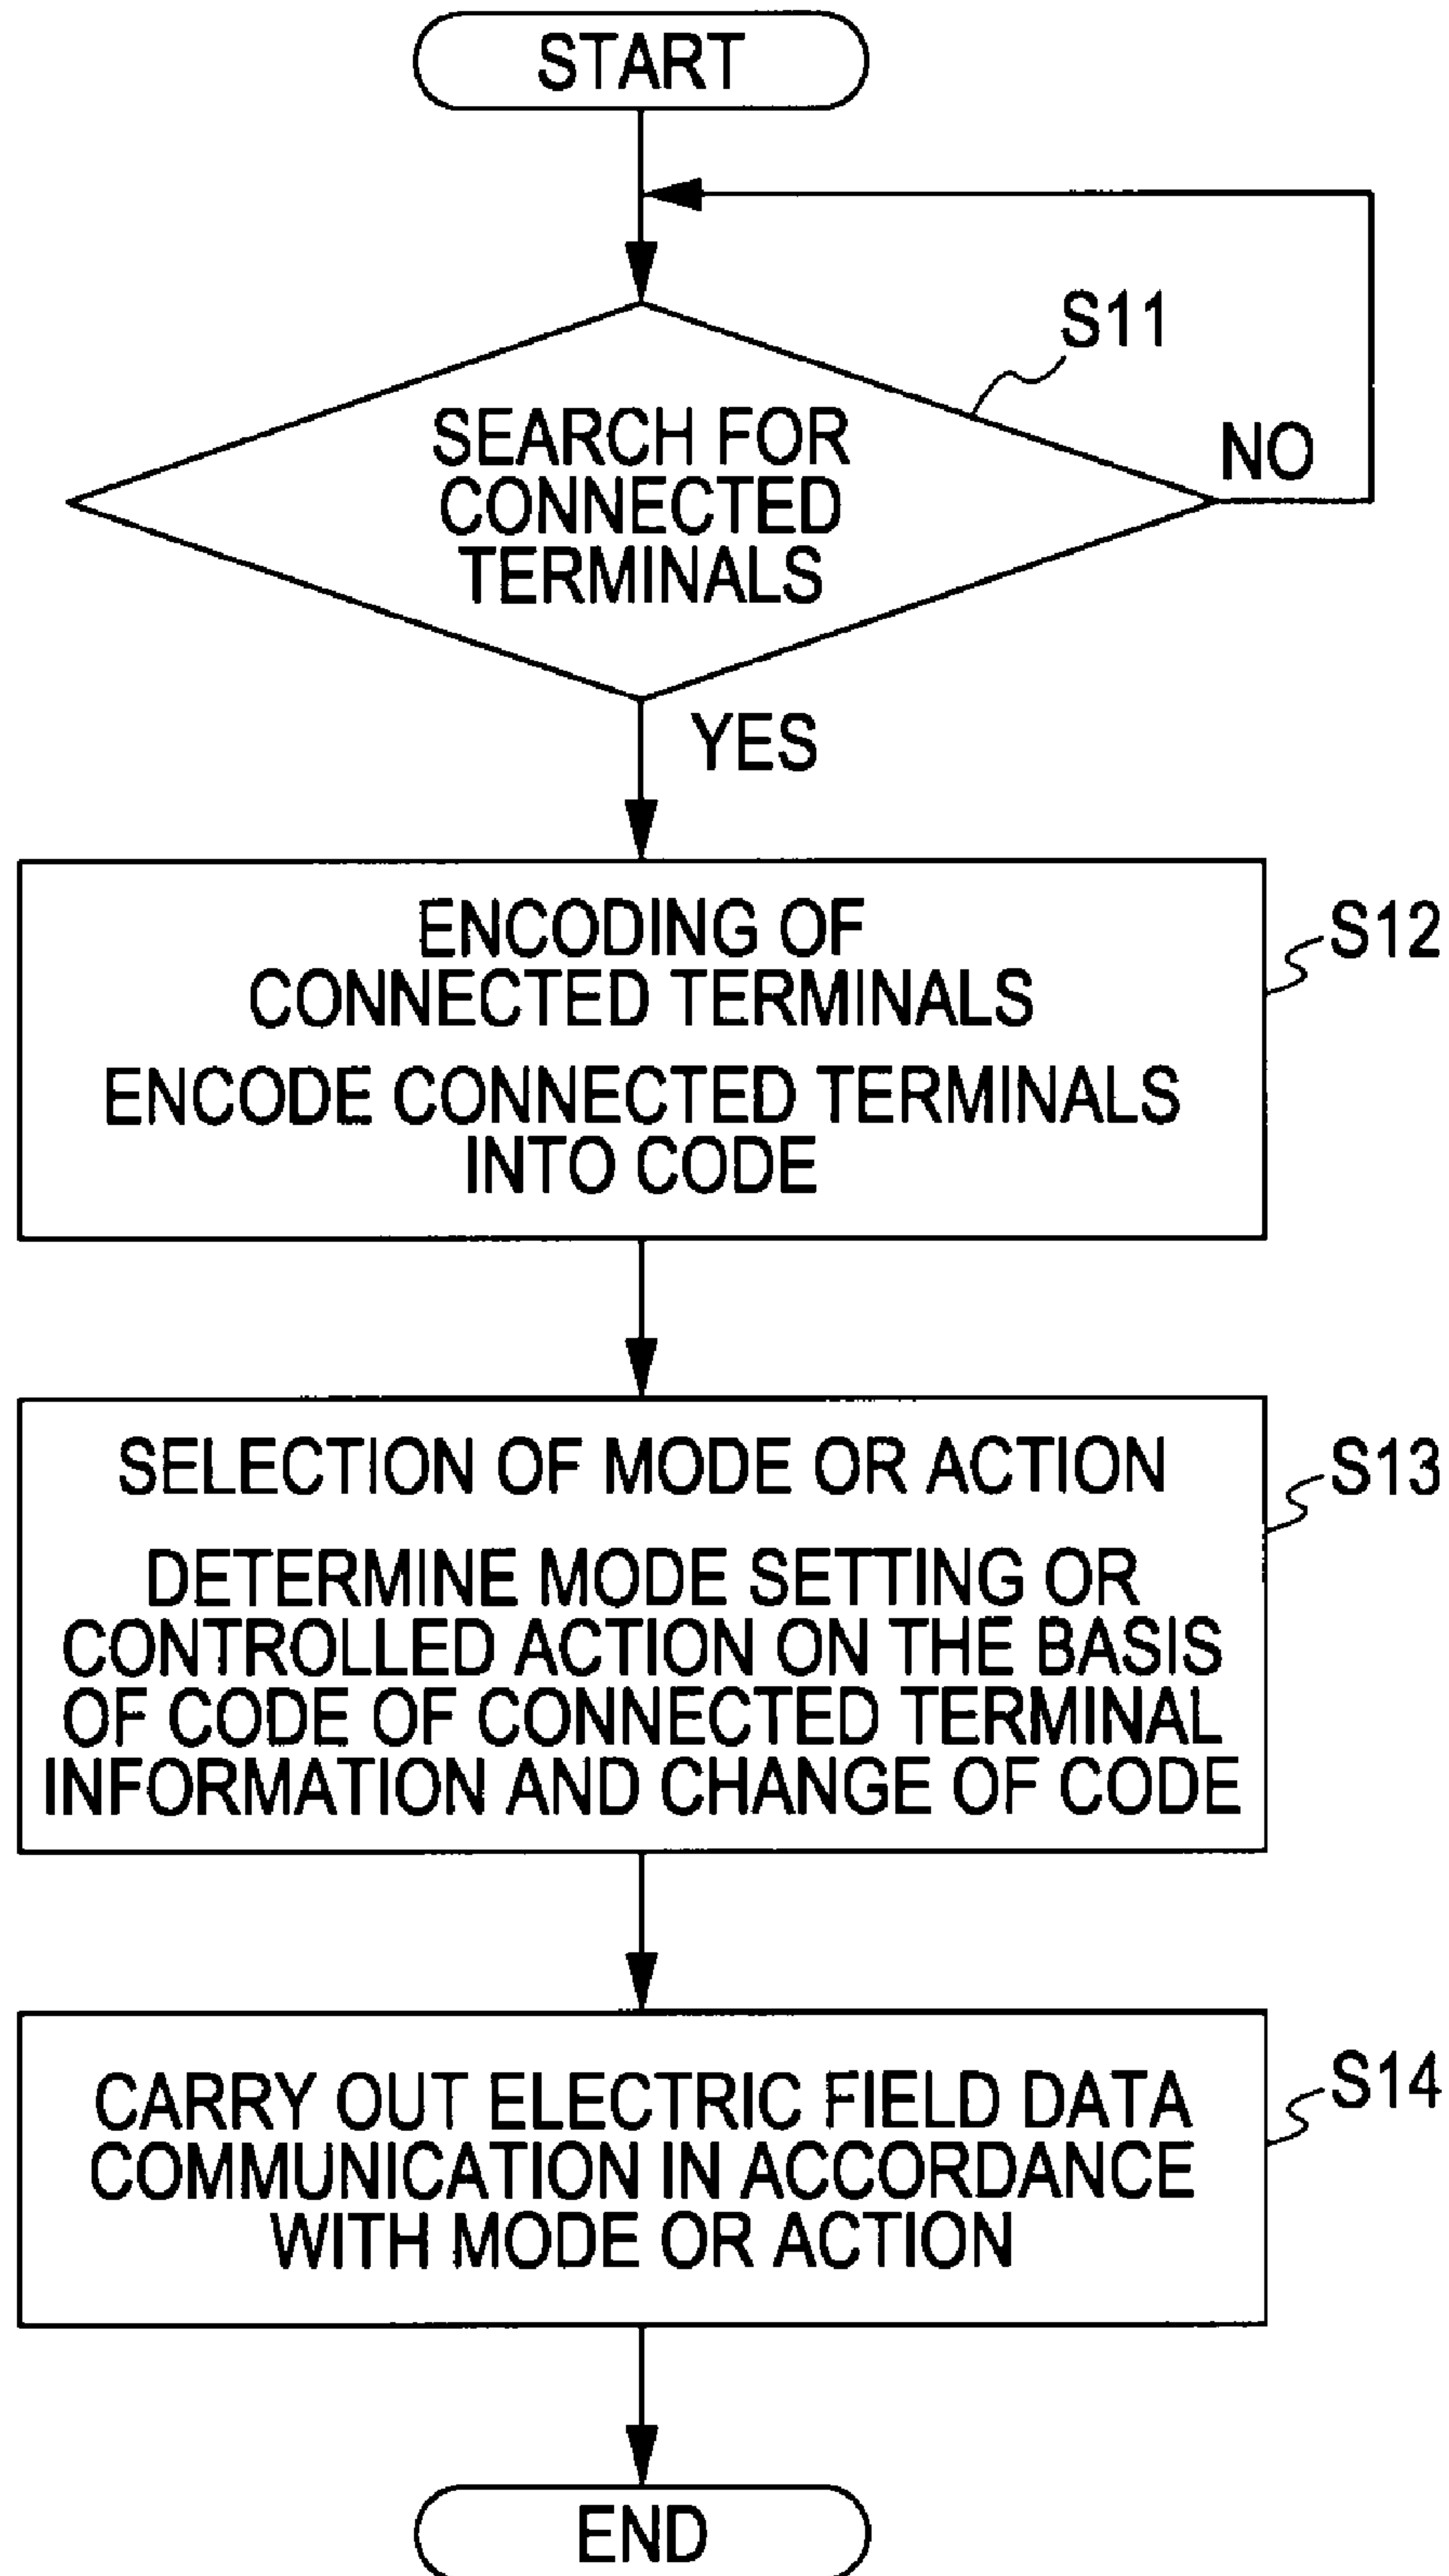 START
S11
SEARCH FOR
CONNECTED
TERMINALS
NO
YES
ENCODING OF
CONNECTED TERMINALS
ENCODE CONNECTED TERMINALS
INTO CODE
S12
SELECTION OF MODE OR ACTION
DETERMINE MODE SETTING OR
CONTROLLED ACTION ON THE BASIS
OF CODE OF CONNECTED TERMINAL
INFORMATION AND CHANGE OF CODE
S13
CARRY OUT ELECTRIC FIELD DATA
COMMUNICATION IN ACCORDANCE
WITH MODE OR ACTION
S14
END